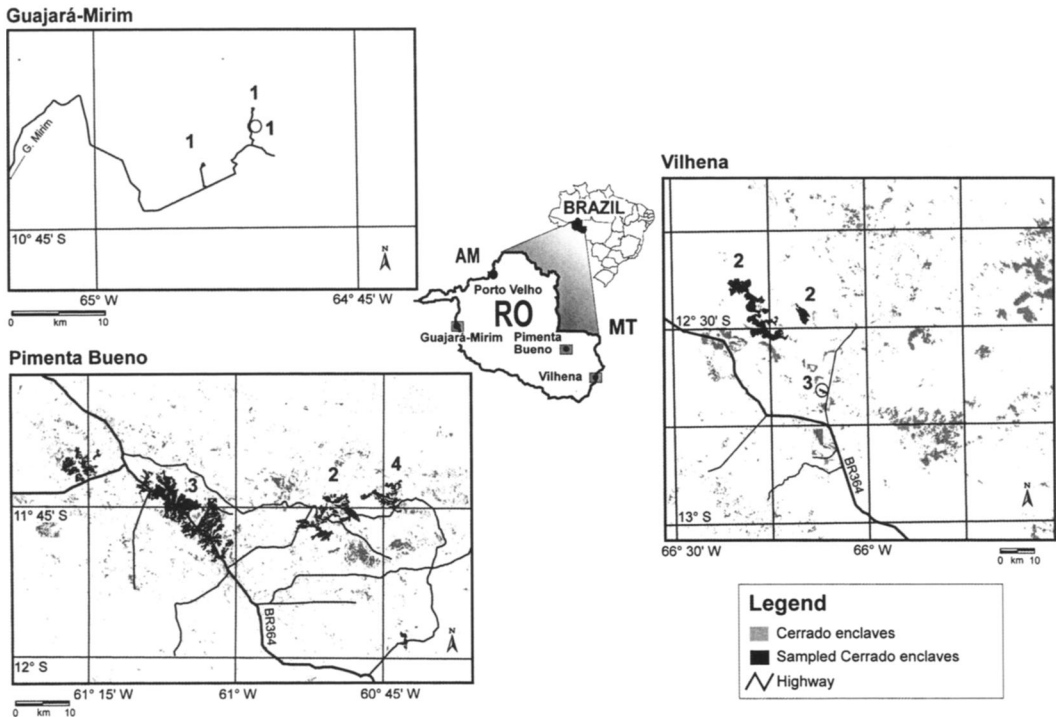 Guajará-Mirim
1
1
1
G. Mirim
10° 45' S
N
65° W
64° 45' W
0 km 10
BRAZIL
AM
Porto Velho
RO
MT
Guajará-Mirim
Pimenta
Bueno
Vilhena
Vilhena
2
2
12° 30' S
3
BR364
N
13° S
66° 30' W
66° W
0 km 10
Pimenta Bueno
3
2
4
11° 45' S
BR364
N
12° S
61° 15' W
61° W
60° 45' W
0 km 10
Legend
Cerrado enclaves
Sampled Cerrado enclaves
Highway